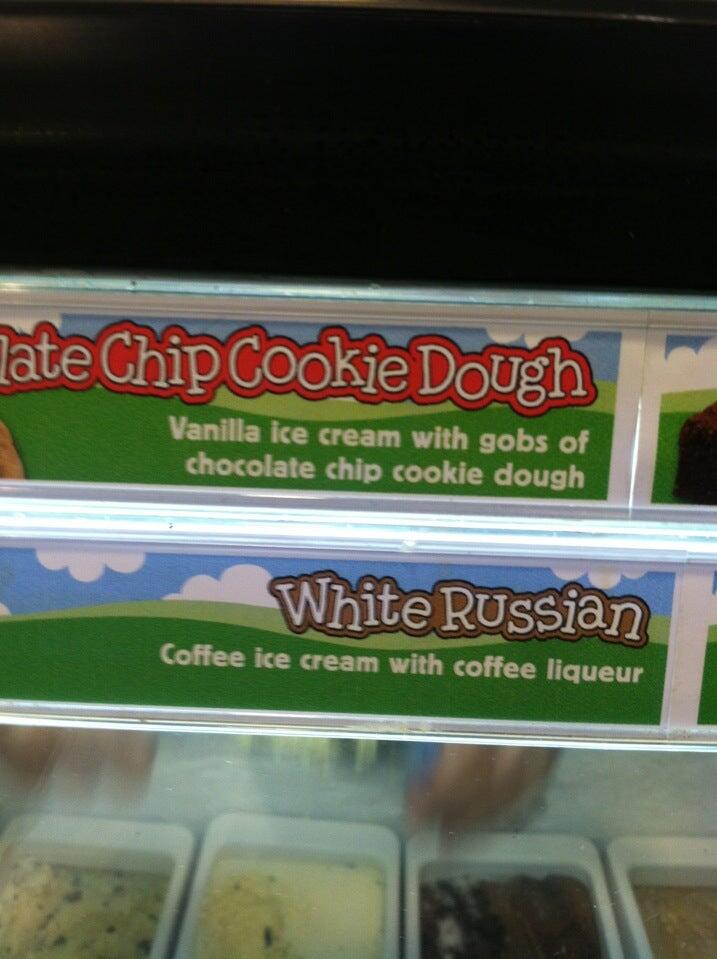 late Chip Cookie Dough
Vanilla ice cream with gobs of
chocolate chip cookie dough
White Russian
Coffee ice cream with coffee liqueur